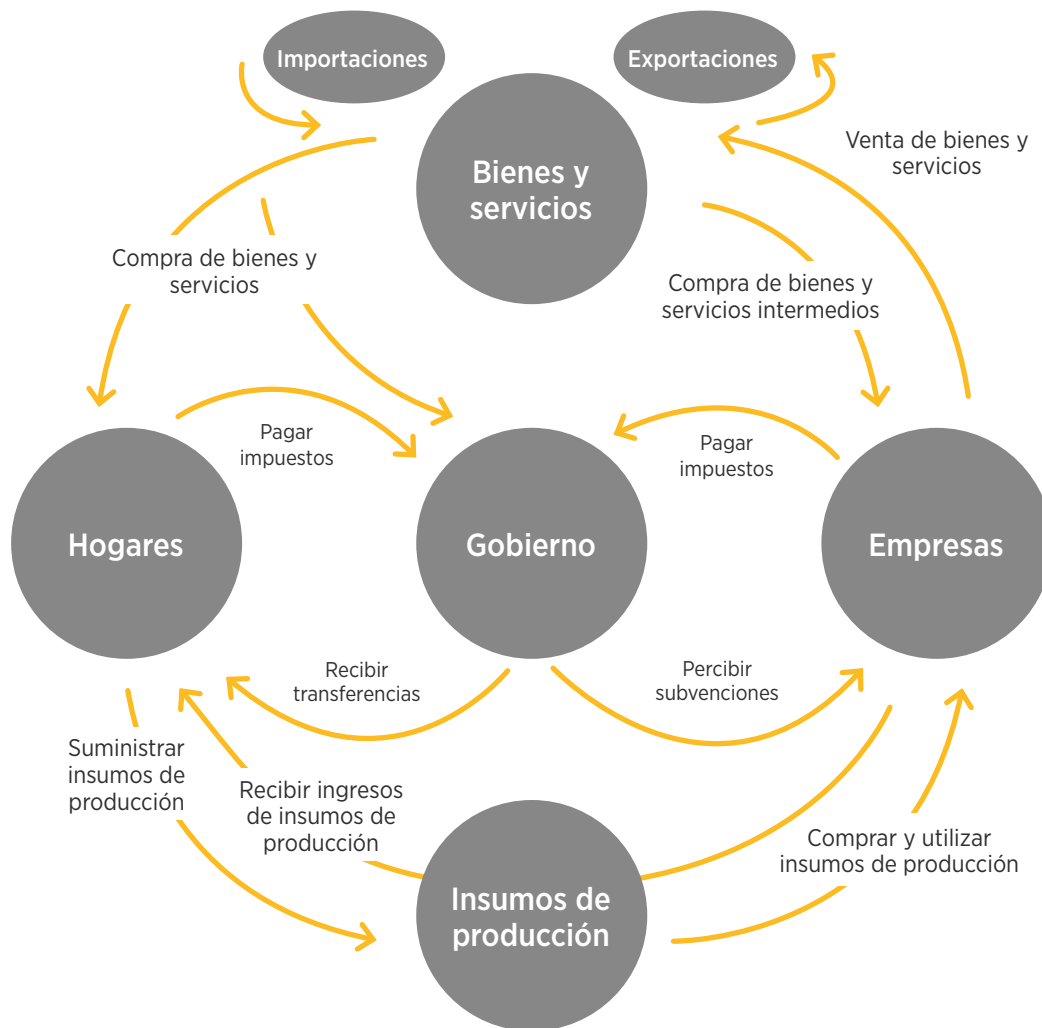 Importaciones
Exportaciones
Venta de bienes y
servicios
Bienes y
servicios
Compra de bienes y
servicios
Compra de bienes y
servicios intermedios
Pagar
impuestos
Pagar
impuestos
Hogares
Gobierno
Empresas
Recibir
transferencias
Percibir
subvenciones
Suministrar
insumos de
producción
Recibir ingresos
de insumos de
producción
Comprar y utilizar
insumos de producción
Insumos de
producción